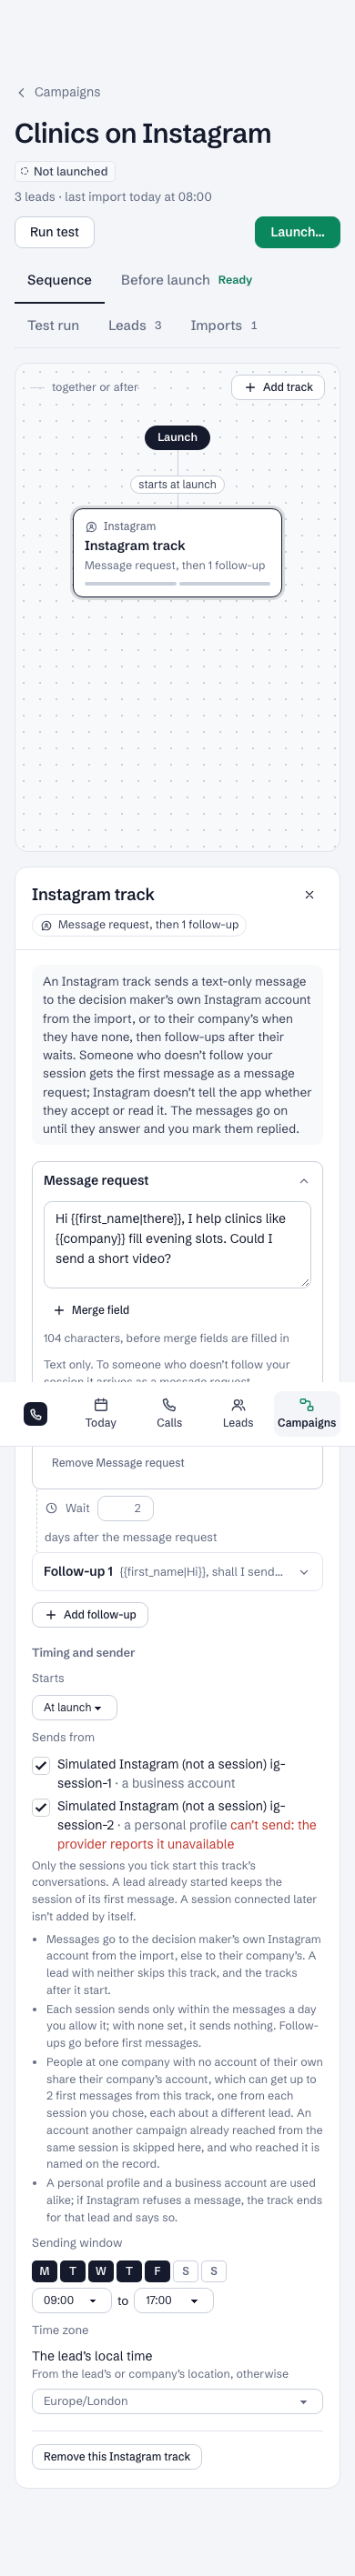 Campaigns
Clinics on Instagram
Not launched
3 leads · last import today at 08:00
Run test
Launch...
Sequence
Before launch Ready
Test run
Leads 3
Imports 1
together or after
Add track
Launch
starts at launch
Instagram
Instagram track
Message request, then 1 follow-up
Instagram track
Message request, then 1 follow-up
An Instagram track sends a text-only message
to the decision maker’s own Instagram account
from the import, or to their company’s when
they have none, then follow-ups after their
waits. Someone who doesn’t follow your
session gets the first message as a message
request; Instagram doesn’t tell the app whether
they accept or read it. The messages go on
until they answer and you mark them replied.
Message request
Hi {{first_name|there}}, I help clinics like
{{company}} fill evening slots. Could I
send a short video?
Merge field
104 characters, before merge fields are filled in
Text only. To someone who doesn’t follow your
Today
Calls
Leads
Campaigns
Remove Message request
Wait 2
days after the message request
Follow-up 1 {{first_name|Hi}}, shall I send...
Add follow-up
Timing and sender
Starts
At launch
Sends from
Simulated Instagram (not a session) ig-
session-1 · a business account
Simulated Instagram (not a session) ig-
session-2 · a personal profile can’t send: the
provider reports it unavailable
Only the sessions you tick start this track’s
conversations. A lead already started keeps the
session of its first message. A session connected later
isn’t added by itself.
• Messages go to the decision maker’s own Instagram
account from the import, else to their company’s. A
lead with neither skips this track, and the tracks
after it start.
• Each session sends only within the messages a day
you allow it; with none set, it sends nothing. Follow-
ups go before first messages.
• People at one company with no account of their own
share their company’s account, which can get up to
2 first messages from this track, one from each
session you chose, each about a different lead. An
account another campaign already reached from the
same session is skipped here, and who reached it is
named on the record.
• A personal profile and a business account are used
alike; if Instagram refuses a message, the track ends
for that lead and says so.
Sending window
M T W T F S S
09:00 to 17:00
Time zone
The lead’s local time
From the lead’s or company’s location, otherwise
Europe/London
Remove this Instagram track